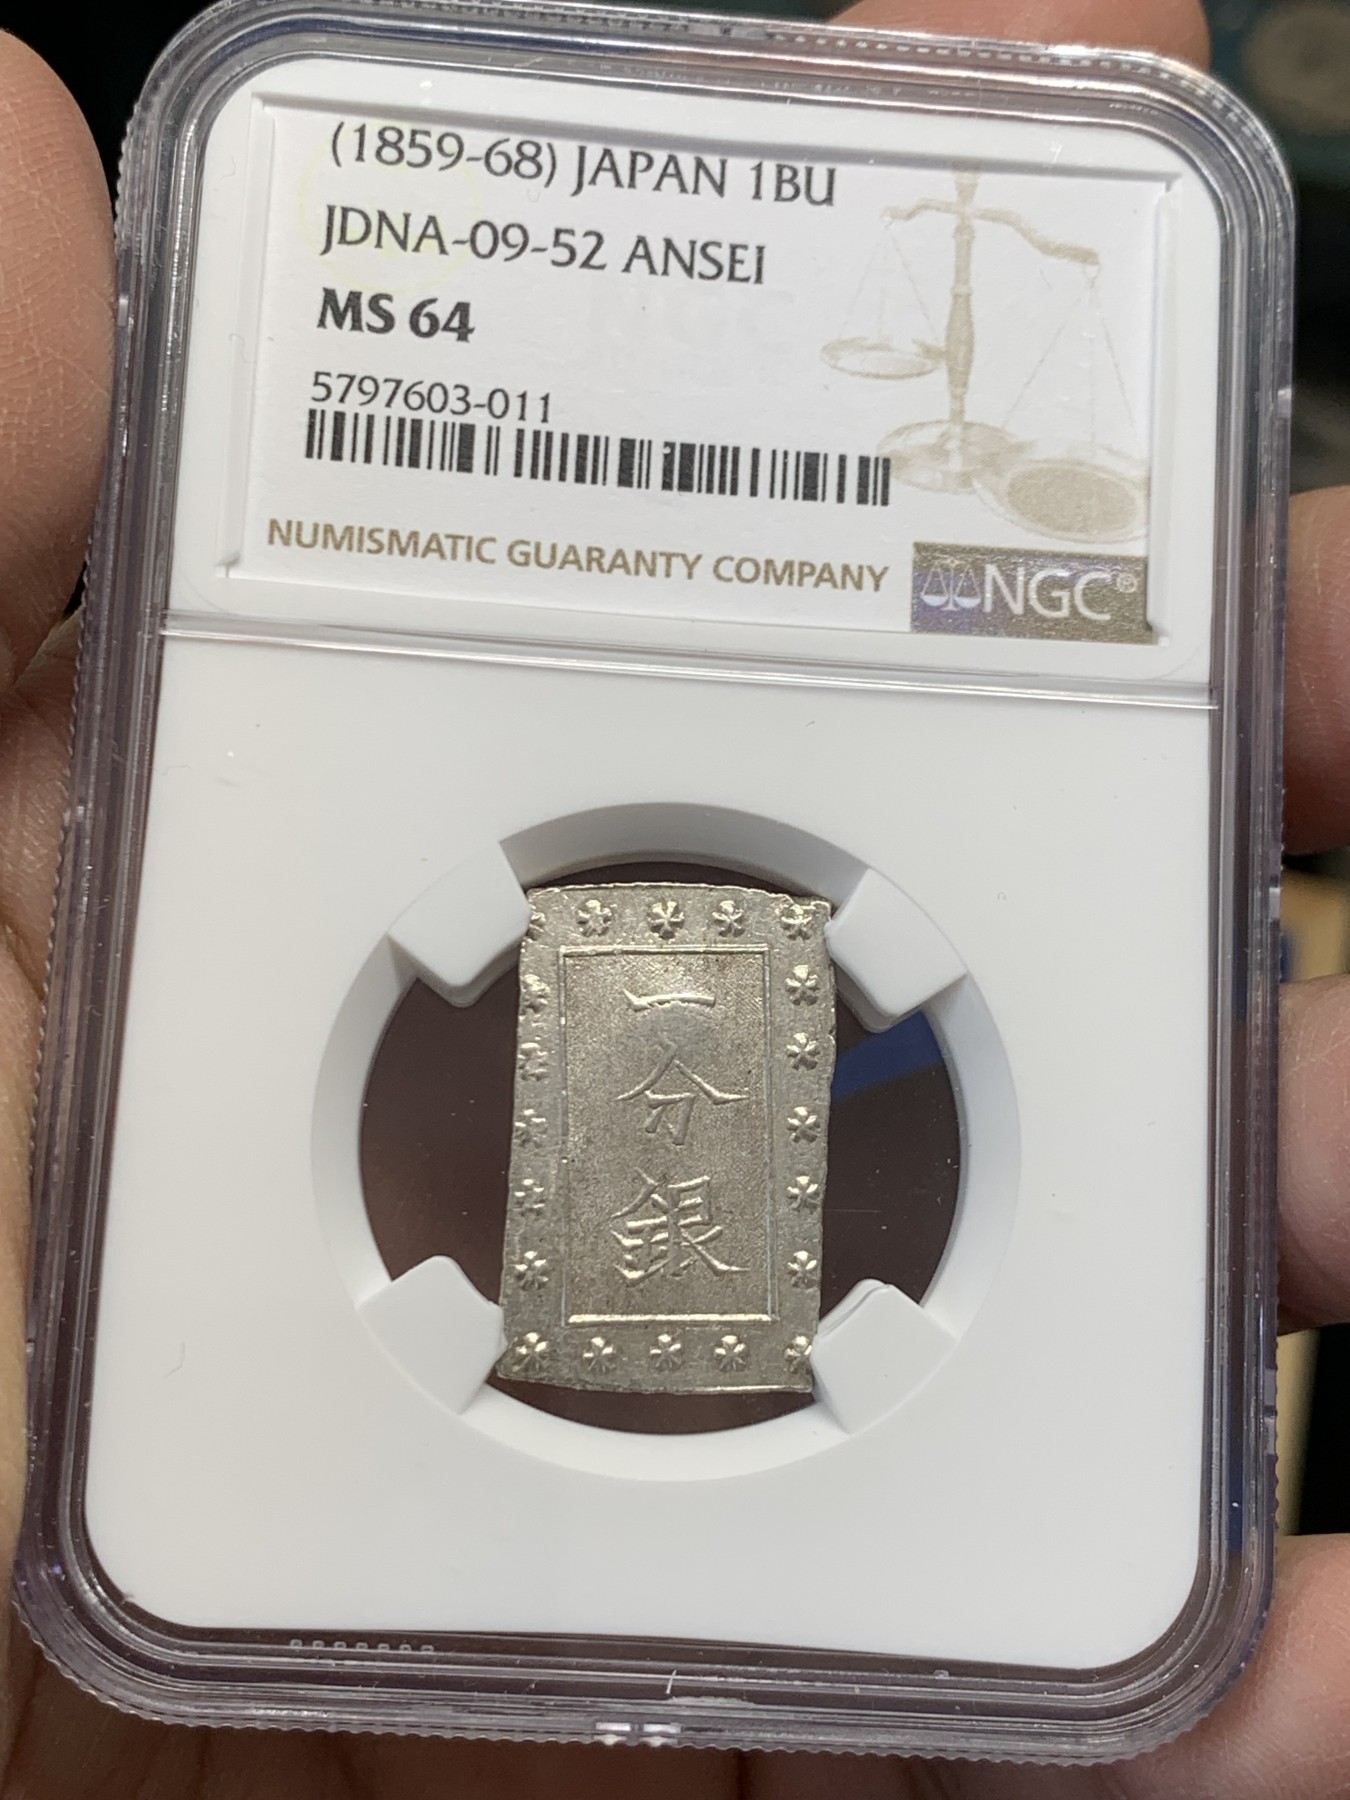 (1859-68) JAPAN 1BU
JDNA-09-52 ANSEI
MS 64
5797603-011
NUMISMATIC GUARANTY COMPANY
NGC®
一
分
銀